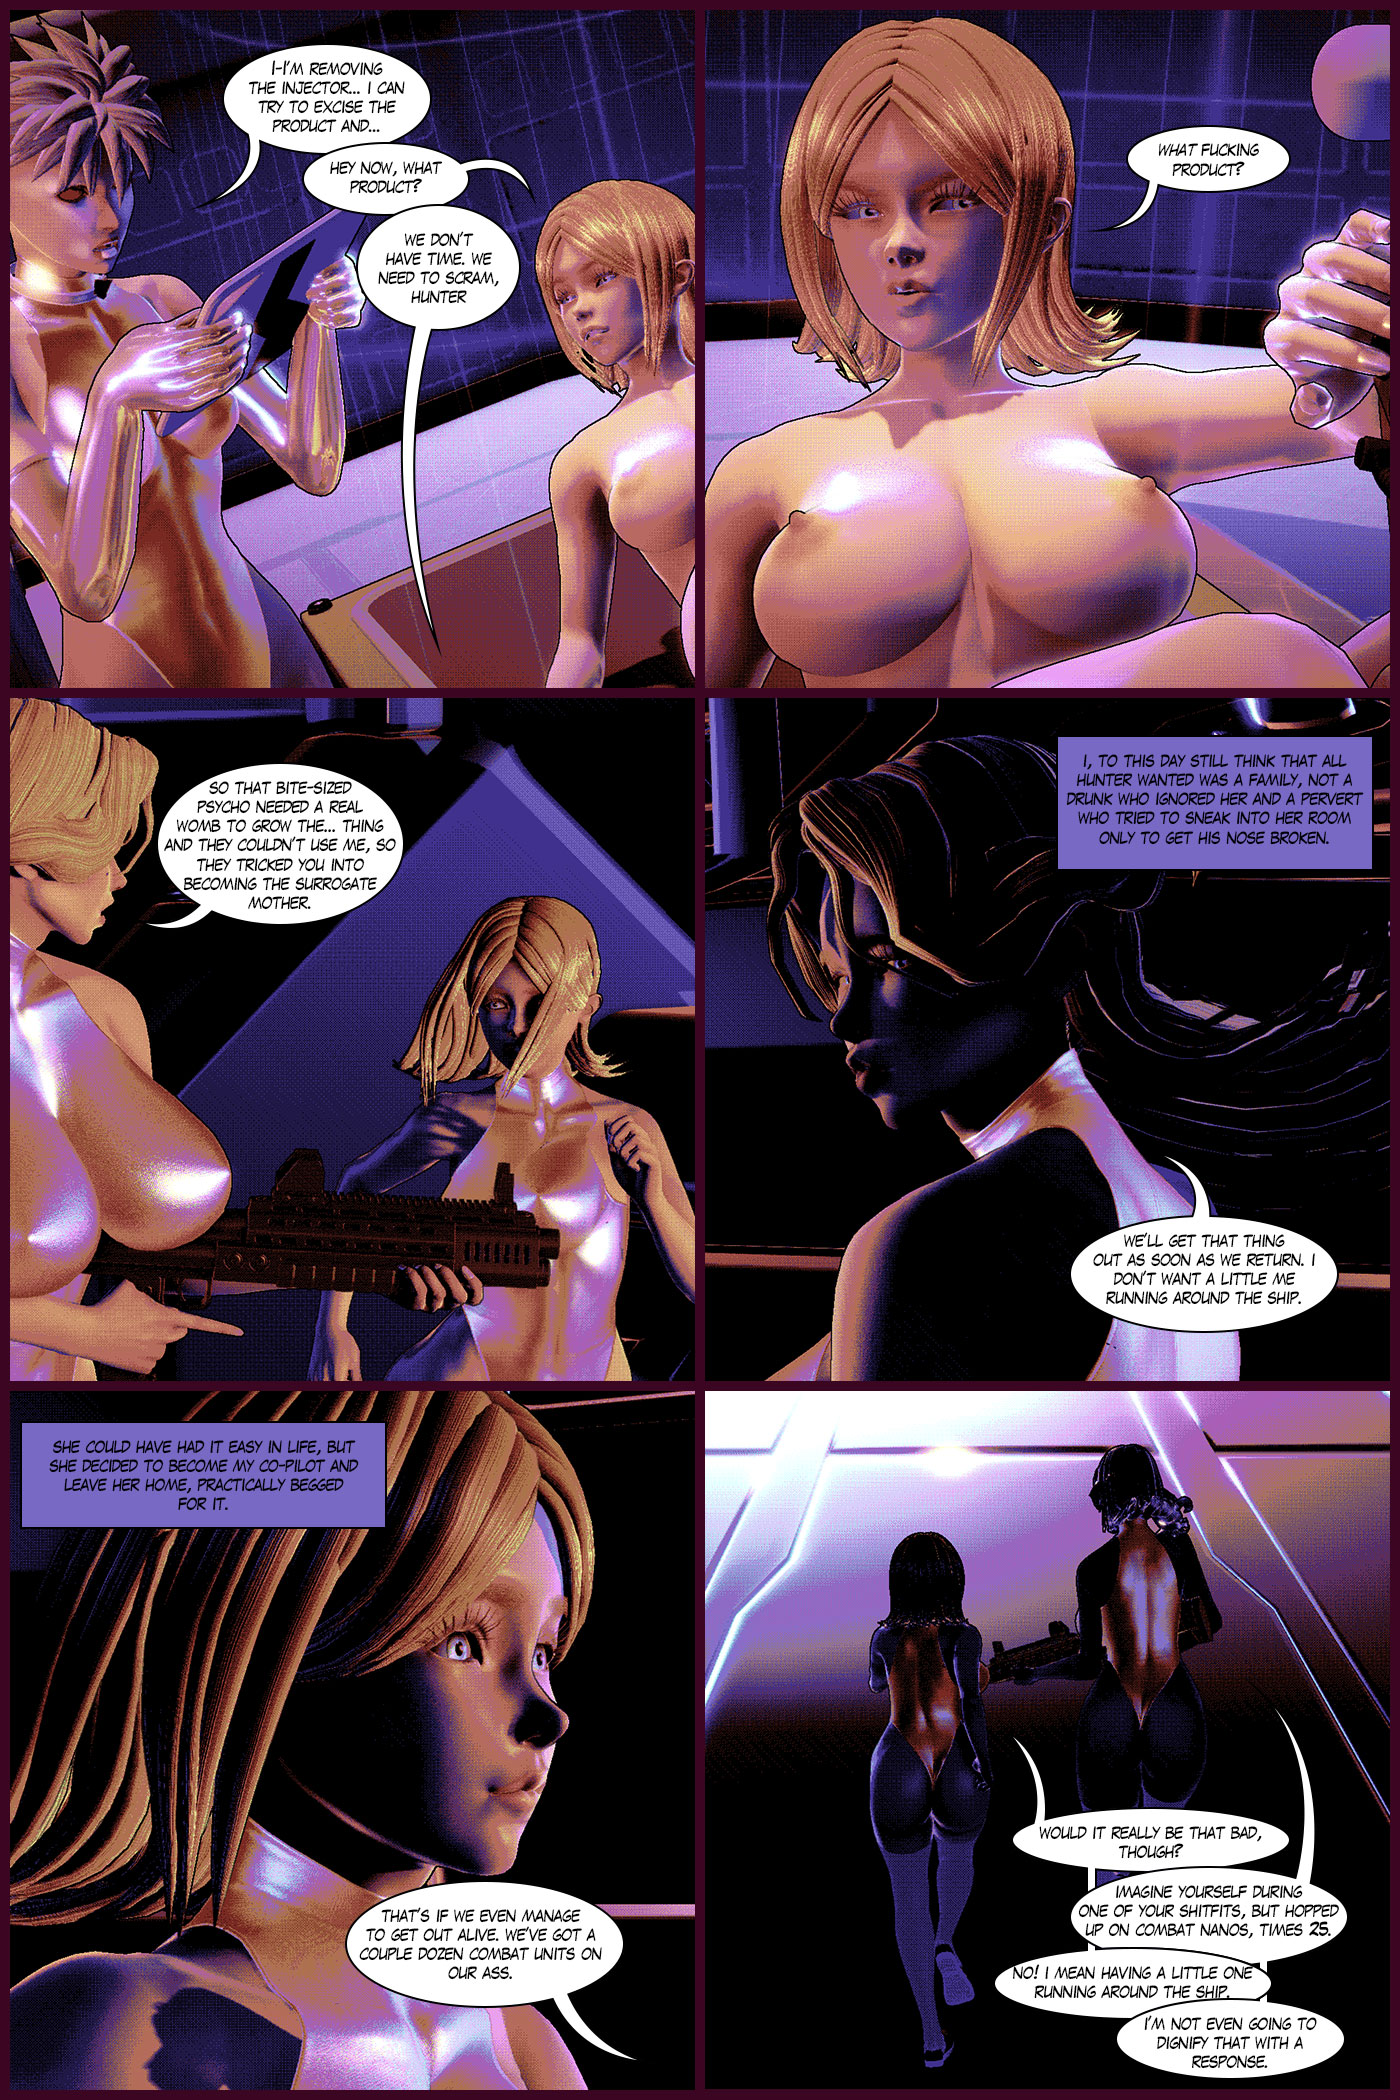 I-I'M REMOVING
THE INJECTOR... I CAN
TRY TO EXCISE THE
PRODUCT AND...
HEY NOW, WHAT
PRODUCT?
WE DON'T
HAVE TIME. WE
NEED TO SCRAM,
HUNTER
WHAT FUCKING
PRODUCT?
SO THAT BITE-SIZED
PSYCHO NEEDED A REAL
WOMB TO GROW THE... THING
AND THEY COULDN'T USE ME, SO
THEY TRICKED YOU INTO
BECOMING THE SURROGATE
MOTHER.
I, TO THIS DAY STILL THINK THAT ALL
HUNTER WANTED WAS A FAMILY, NOT A
DRUNK WHO IGNORED HER AND A PERVERT
WHO TRIED TO SNEAK INTO HER ROOM
ONLY TO GET HIS NOSE BROKEN.
WE'LL GET THAT THING
OUT AS SOON AS WE RETURN. I
DON'T WANT A LITTLE ME
RUNNING AROUND THE SHIP.
SHE COULD HAVE HAD IT EASY IN LIFE, BUT
SHE DECIDED TO BECOME MY CO-PILOT AND
LEAVE HER HOME, PRACTICALLY BEGGED
FOR IT.
THAT'S IF WE EVEN MANAGE
TO GET OUT ALIVE. WE'VE GOT A
COUPLE DOZEN COMBAT UNITS ON
OUR ASS.
WOULD IT REALLY BE THAT BAD,
THOUGH?
IMAGINE YOURSELF DURING
ONE OF YOUR SHITFITS, BUT HOPPED
UP ON COMBAT NANOS, TIMES 25.
NO! I MEAN HAVING A LITTLE ONE
RUNNING AROUND THE SHIP.
I'M NOT EVEN GOING TO
DIGNIFY THAT WITH A
RESPONSE.